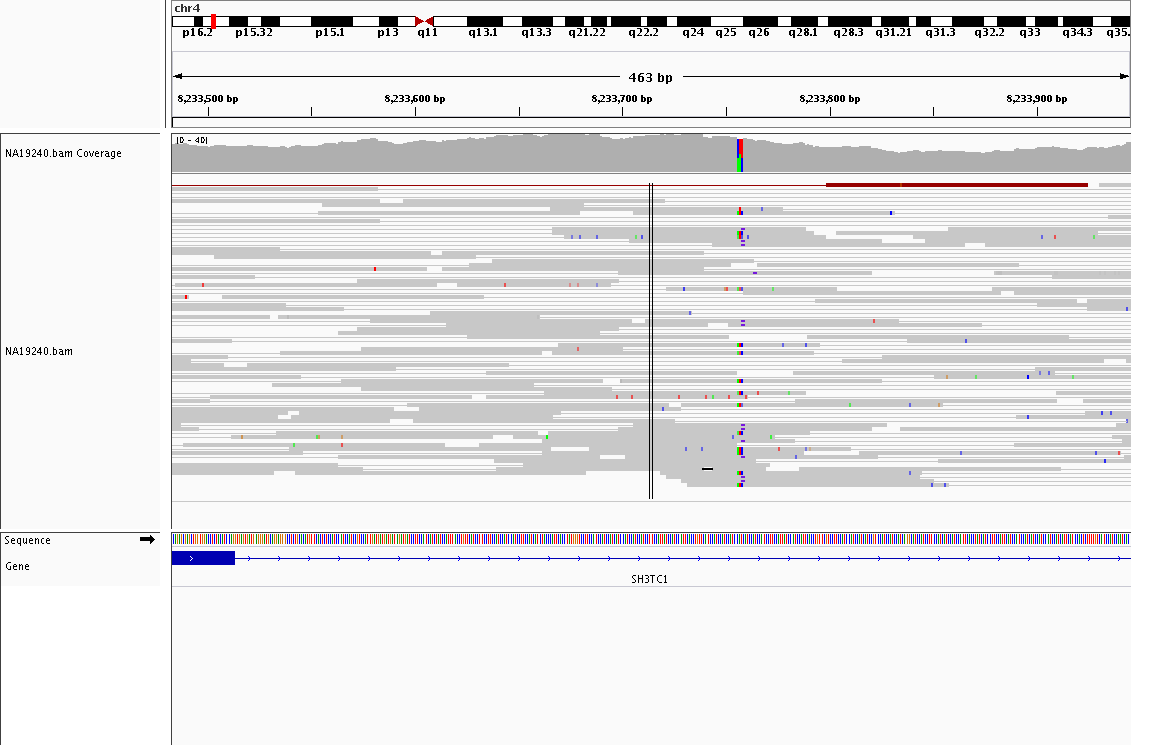 chr4
p16.2 p15.32 p15.1 p13 q11 q13.1 q13.3 q21.22 q22.2 q24 q25 q26 q28.1 q28.3 q31.21 q31.3 q32.2 q33 q34.3 q35.
463 bp
8,233,500 bp 8,233,600 bp 8,233,700 bp 8,233,800 bp 8,233,900 bp
NA19240.bam Coverage
[0 - 40]
NA19240.bam
Sequence
Gene
SH3TC1